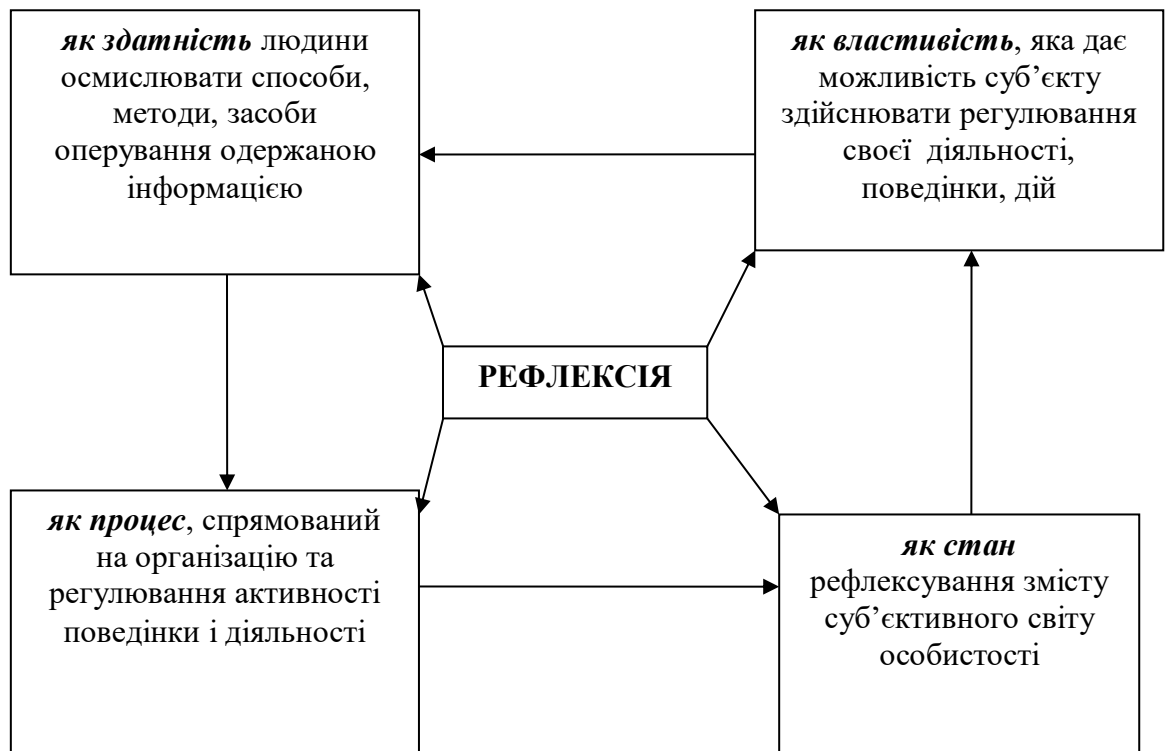 як здатність людини
осмислювати способи,
методи, засоби
оперування одержаною
інформацією
як властивість, яка дає
можливість суб’єкту
здійснювати регулювання
своєї діяльності,
поведінки, дій
РЕФЛЕКСІЯ
як процес, спрямований
на організацію та
регулювання активності
поведінки і діяльності
як стан
рефлексування змісту
суб’єктивного світу
особистості